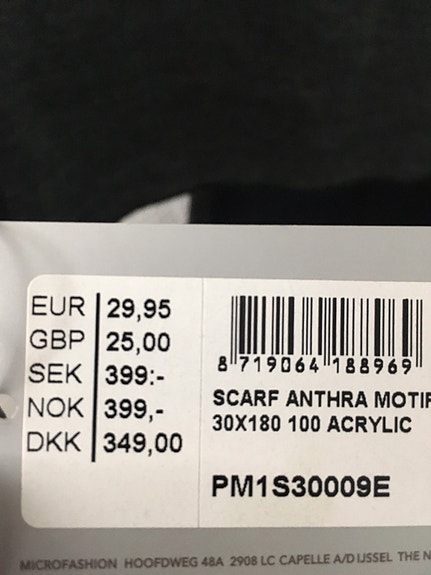 EUR 29,95
GBP 25,00
SEK 399:-
NOK 399,-
DKK 349,00
8 719064 188969
SCARF ANTHRA MOTIF
30X180 100 ACRYLIC
PM1S30009E
MICROFASHION HOOFDWEG 48A 2908 LC CAPELLE A/D IJSSEL THE N